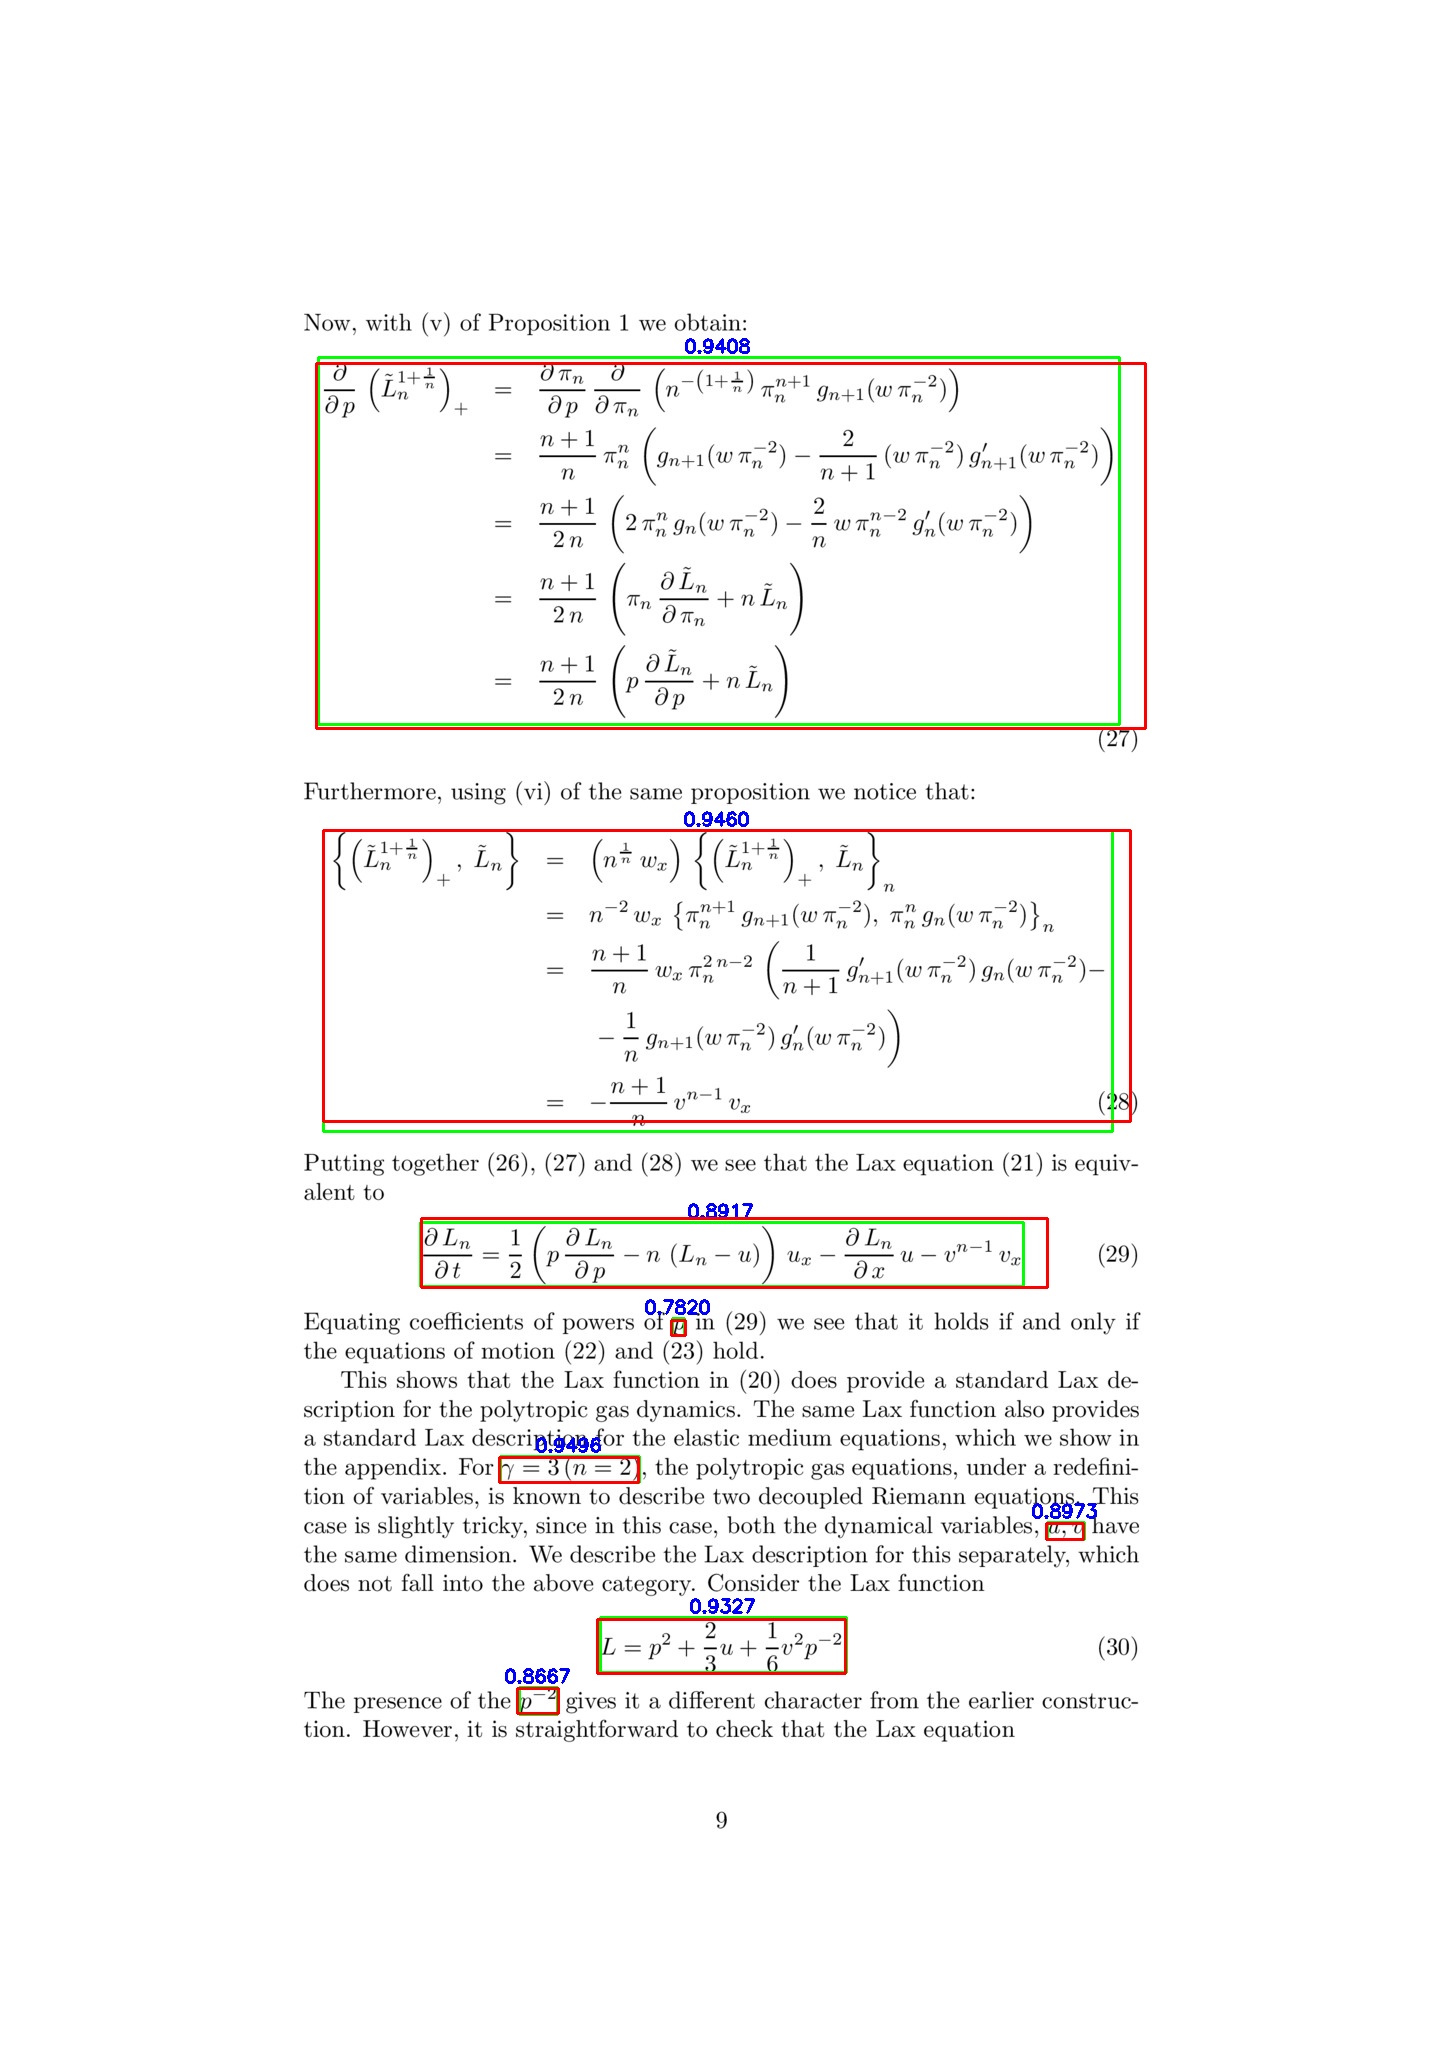 Now, with (v) of Proposition 1 we obtain:
0.9408
\frac{\partial}{\partial p} \left( \tilde{L}_n^{1+\frac{1}{n}} \right)_+ = \frac{\partial \pi_n}{\partial p} \frac{\partial}{\partial \pi_n} \left( n^{-(1+\frac{1}{n})} \pi_n^{n+1} g_{n+1}(w \pi_n^{-2}) \right)
= \frac{n+1}{n} \pi_n^n \left( g_{n+1}(w \pi_n^{-2}) - \frac{2}{n+1} (w \pi_n^{-2}) g'_{n+1}(w \pi_n^{-2}) \right)
= \frac{n+1}{2n} \left( 2 \pi_n^n g_n(w \pi_n^{-2}) - \frac{2}{n} w \pi_n^{n-2} g'_n(w \pi_n^{-2}) \right)
= \frac{n+1}{2n} \left( \pi_n \frac{\partial \tilde{L}_n}{\partial \pi_n} + n \tilde{L}_n \right)
= \frac{n+1}{2n} \left( p \frac{\partial \tilde{L}_n}{\partial p} + n \tilde{L}_n \right)
(27)
Furthermore, using (vi) of the same proposition we notice that:
0.9460
\left\{ \left( \tilde{L}_n^{1+\frac{1}{n}} \right)_+ , \tilde{L}_n \right\} = \left( n^{\frac{1}{n}} w_x \right) \left\{ \left( \tilde{L}_n^{1+\frac{1}{n}} \right)_+ , \tilde{L}_n \right\}_n
= n^{-2} w_x \left\{ \pi_n^{n+1} g_{n+1}(w \pi_n^{-2}), \pi_n^n g_n(w \pi_n^{-2}) \right\}_n
= \frac{n+1}{n} w_x \pi_n^{2n-2} \left( \frac{1}{n+1} g'_{n+1}(w \pi_n^{-2}) g_n(w \pi_n^{-2}) -
- \frac{1}{n} g_{n+1}(w \pi_n^{-2}) g'_n(w \pi_n^{-2}) \right)
= -\frac{n+1}{n} v^{n-1} v_x (28)
Putting together (26), (27) and (28) we see that the Lax equation (21) is equiv-
alent to
0.8917
\frac{\partial L_n}{\partial t} = \frac{1}{2} \left( p \frac{\partial L_n}{\partial p} - n (L_n - u) \right) u_x - \frac{\partial L_n}{\partial x} u - v^{n-1} v_x (29)
0.7820
Equating coefficients of powers of p in (29) we see that it holds if and only if
the equations of motion (22) and (23) hold.
This shows that the Lax function in (20) does provide a standard Lax de-
scription for the polytropic gas dynamics. The same Lax function also provides
a standard Lax description for the elastic medium equations, which we show in
0.9496
the appendix. For γ = 3 (n = 2), the polytropic gas equations, under a redefini-
tion of variables, is known to describe two decoupled Riemann equations. This
0.8973
case is slightly tricky, since in this case, both the dynamical variables, u, v have
the same dimension. We describe the Lax description for this separately, which
does not fall into the above category. Consider the Lax function
0.9327
L = p^2 + \frac{2}{3} u + \frac{1}{6} v^2 p^{-2} (30)
0.8667
The presence of the p^{-2} gives it a different character from the earlier construc-
tion. However, it is straightforward to check that the Lax equation
9